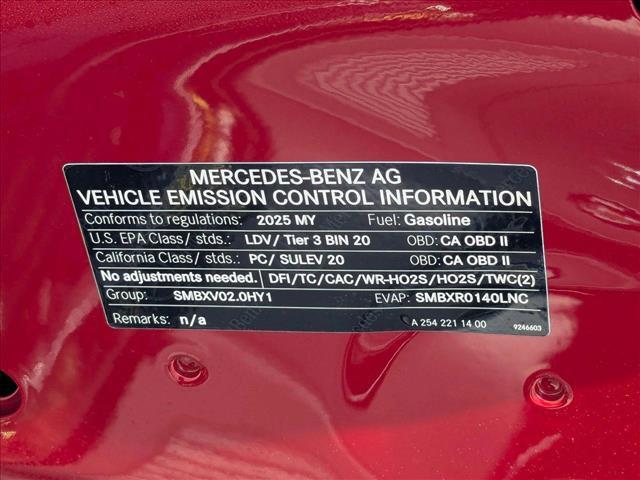 MERCEDES-BENZ AG
VEHICLE EMISSION CONTROL INFORMATION
Conforms to regulations: 2025 MY Fuel: Gasoline
U.S. EPA Class/ stds.: LDV/ Tier 3 BIN 20 OBD: CA OBD II
California Class/ stds.: PC/ SULEV 20 OBD: CA OBD II
No adjustments needed. DFI/TC/CAC/WR-HO2S/HO2S/TWC(2)
Group: SMBXV02.0HY1 EVAP: SMBXR0140LNC
Remarks: n/a A 254 221 14 00 9246603